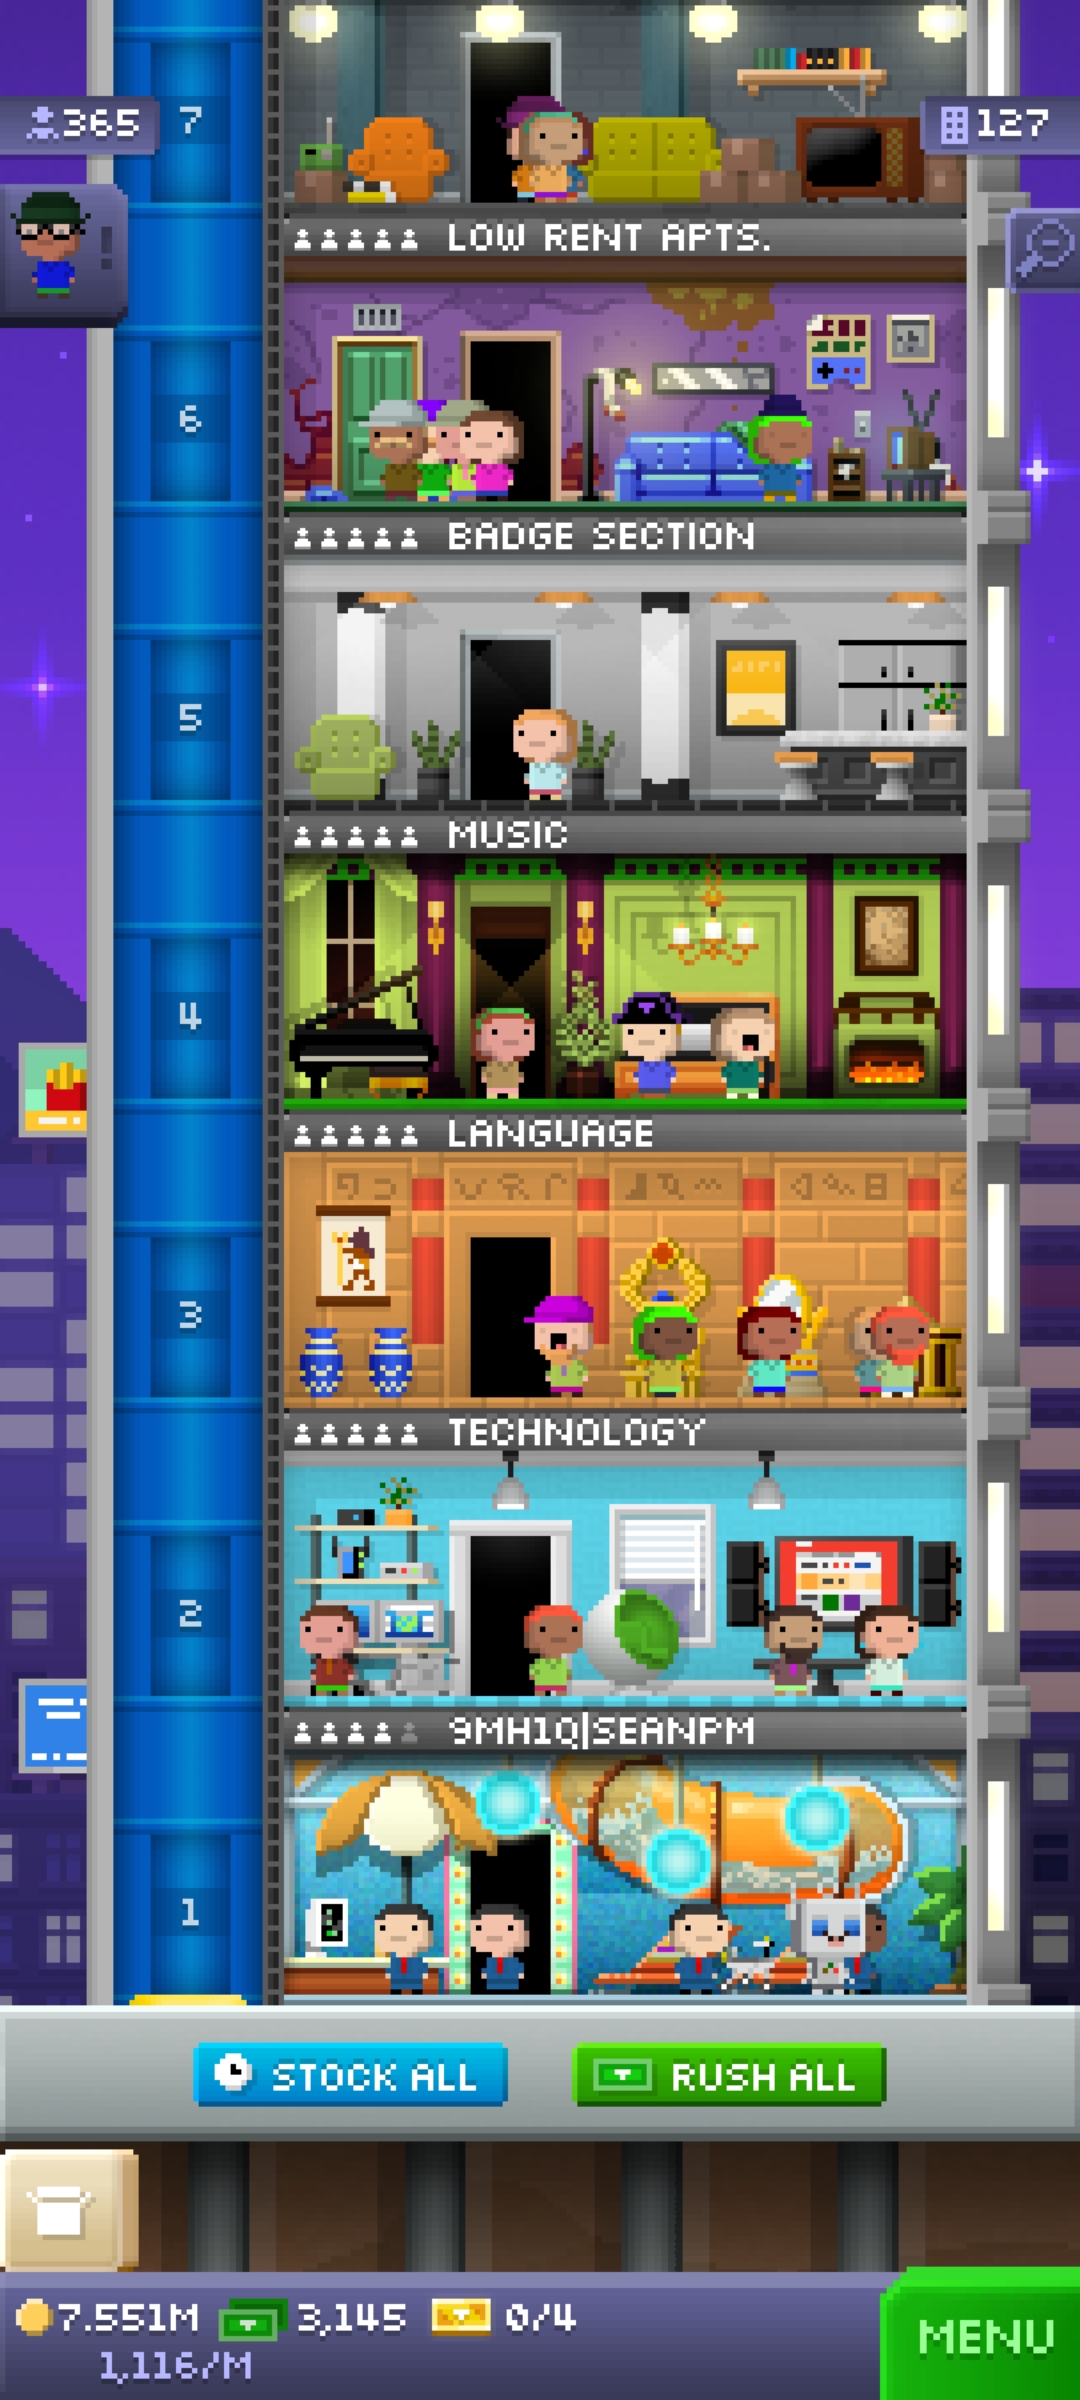 7
365
127
LOW RENT APTS.
6
BADGE SECTION
5
MUSIC
4
LANGUAGE
3
TECHNOLOGY
2
9MH1Q|SEANPM
1
STOCK ALL
RUSH ALL
7.551M 3,145 0/4
1,116/M
MENU